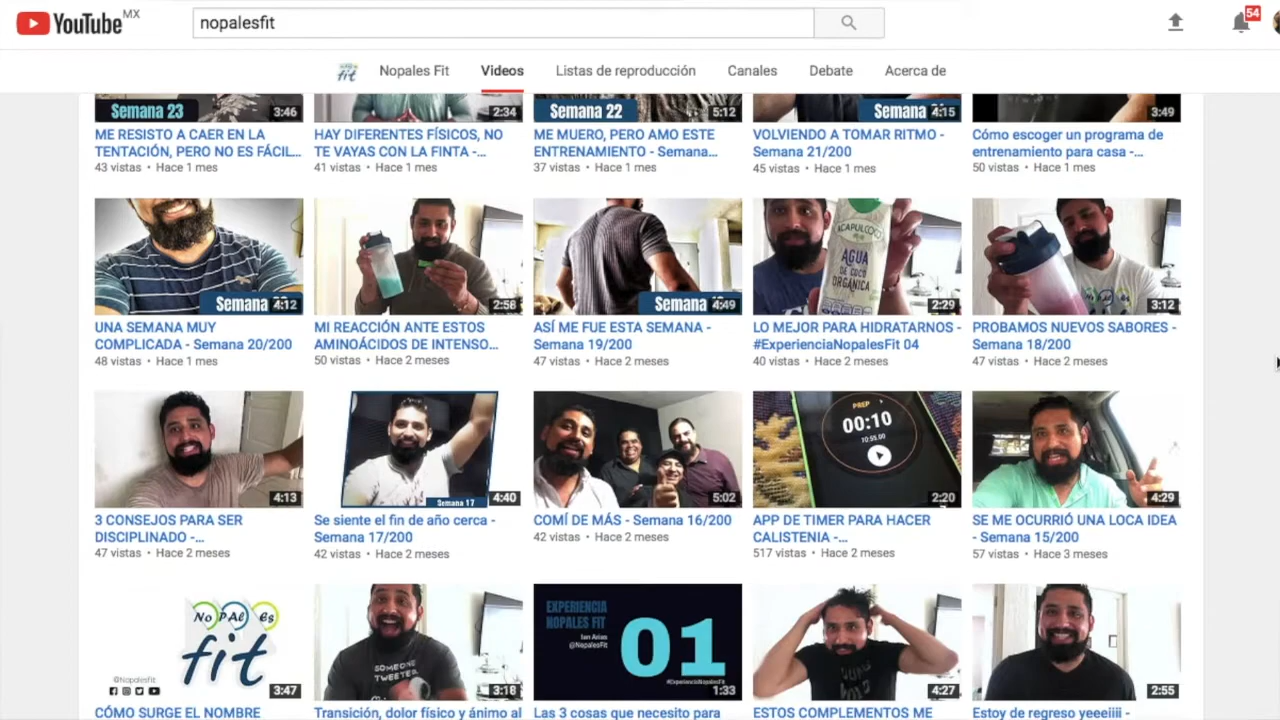 YouTube MX
nopalesfit
54
fit
Nopales Fit
Videos
Listas de reproducción
Canales
Debate
Acerca de
Semana 23
3:46
2:34
Semana 22
5:12
Semana
4:15
3:49
ME RESISTO A CAER EN LA
TENTACIÓN, PERO NO ES FÁCIL...
43 vistas • Hace 1 mes
HAY DIFERENTES FÍSICOS, NO
TE VAYAS CON LA FINTA -...
41 vistas • Hace 1 mes
ME MUERO, PERO AMO ESTE
ENTRENAMIENTO - Semana...
37 vistas • Hace 1 mes
VOLVIENDO A TOMAR RITMO -
Semana 21/200
45 vistas • Hace 1 mes
Cómo escoger un programa de
entrenamiento para casa -...
50 vistas • Hace 1 mes
Semana
4:12
2:58
Semana
4:49
ACAPULCOCO
AGUA
DE COCO
ORGÁNICA
2:29
3:12
UNA SEMANA MUY
COMPLICADA - Semana 20/200
48 vistas • Hace 1 mes
MI REACCIÓN ANTE ESTOS
AMINOÁCIDOS DE INTENSO...
50 vistas • Hace 2 meses
ASÍ ME FUE ESTA SEMANA -
Semana 19/200
47 vistas • Hace 2 meses
LO MEJOR PARA HIDRATARNOS -
#ExperienciaNopalesFit 04
40 vistas • Hace 2 meses
PROBAMOS NUEVOS SABORES -
Semana 18/200
47 vistas • Hace 2 meses
4:13
Semana 17
4:40
5:02
PREP
00:10
10:55.00
2:20
4:29
3 CONSEJOS PARA SER
DISCIPLINADO -...
47 vistas • Hace 2 meses
Se siente el fin de año cerca -
Semana 17/200
42 vistas • Hace 2 meses
COMÍ DE MÁS - Semana 16/200
42 vistas • Hace 2 meses
APP DE TIMER PARA HACER
CALISTENIA -...
517 vistas • Hace 2 meses
SE ME OCURRIÓ UNA LOCA IDEA
- Semana 15/200
57 vistas • Hace 3 meses
NoPAlEs
fit
@NopalesFit
3:47
SOMEONE
TWEETED
3:18
EXPERIENCIA
NOPALES FIT
Ian Arias
@NopalesFit
01
#ExperienciaNopalesFit
1:33
4:27
2:55
CÓMO SURGE EL NOMBRE
Transición, dolor físico y ánimo al
Las 3 cosas que necesito para
ESTOS COMPLEMENTOS ME
Estoy de regreso yeeeiiii -